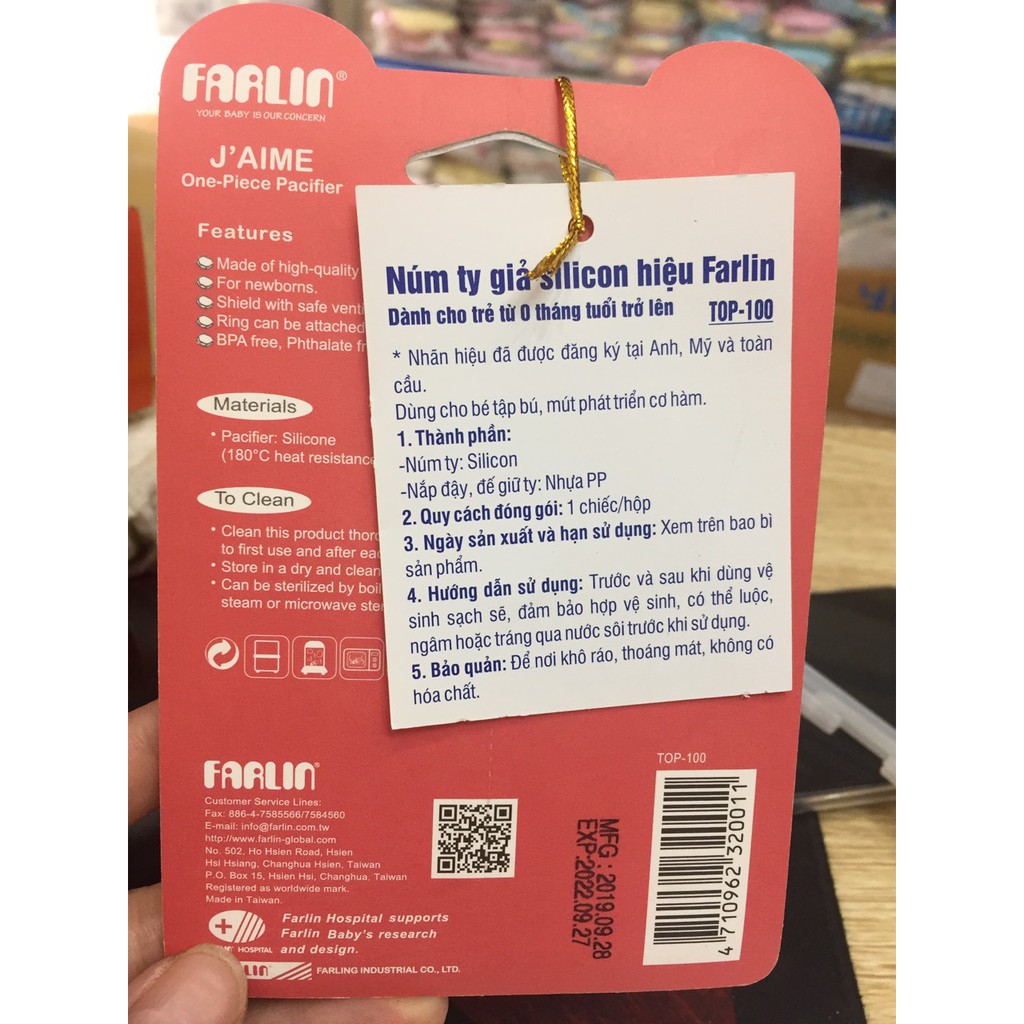 FARLIN®
YOUR BABY IS OUR CONCERN
J'AIME
One-Piece Pacifier
Features
Made of high-quality
For newborns.
Shield with safe venti
Ring can be attached
BPA free, Phthalate fr
Materials
• Pacifier: Silicone
(180°C heat resistance
To Clean
• Clean this product thoro
to first use and after eac
• Store in a dry and clean
• Can be sterilized by boil
steam or microwave ster
Núm ty giả silicon hiệu Farlin
Dành cho trẻ từ 0 tháng tuổi trở lên TOP-100
* Nhãn hiệu đã được đăng ký tại Anh, Mỹ và toàn
cầu.
Dùng cho bé tập bú, mút phát triển cơ hàm.
1. Thành phần:
-Núm ty: Silicon
-Nắp đậy, đế giữ ty: Nhựa PP
2. Quy cách đóng gói: 1 chiếc/hộp
3. Ngày sản xuất và hạn sử dụng: Xem trên bao bì
sản phẩm.
4. Hướng dẫn sử dụng: Trước và sau khi dùng vệ
sinh sạch sẽ, đảm bảo hợp vệ sinh, có thể luộc,
ngâm hoặc tráng qua nước sôi trước khi sử dụng.
5. Bảo quản: Để nơi khô ráo, thoáng mát, không có
hóa chất.
FARLIN®
Customer Service Lines:
Fax: 886-4-7585566/7584560
E-mail: info@farlin.com.tw
http://www.farlin-global.com
No. 502, Ho Hsien Road, Hsien
Hsi Hsiang, Changhua Hsien, Taiwan
P.O. Box 15, Hsien Hsi, Changhua, Taiwan
Registered as worldwide mark.
Made in Taiwan.
Farlin Hospital supports
Farlin Baby's research
and design.
HOSPITAL
FARLING INDUSTRIAL CO., LTD.
MFG : 2019.09.28
EXP:2022.09.27
TOP-100
4 710962 320011